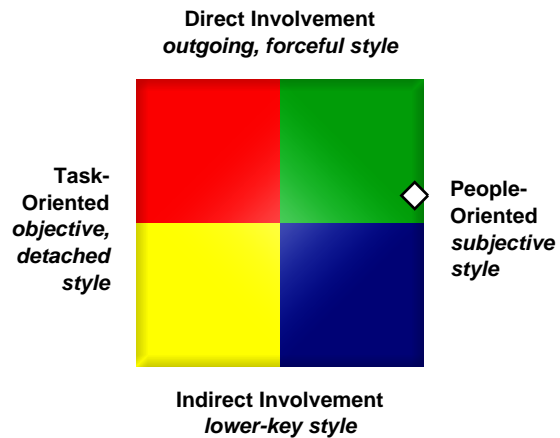 Direct Involvement
outgoing, forceful style
Task-
Oriented
objective,
detached
style
People-
Oriented
subjective
style
Indirect Involvement
lower-key style